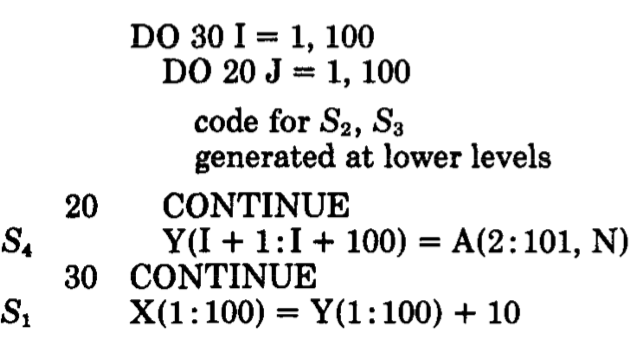 DO 30 I = 1, 100
DO 20 J = 1, 100
code for S₂, S₃
generated at lower levels
20 CONTINUE
S₄ Y(I + 1:I + 100) = A(2:101, N)
30 CONTINUE
S₁ X(1:100) = Y(1:100) + 10